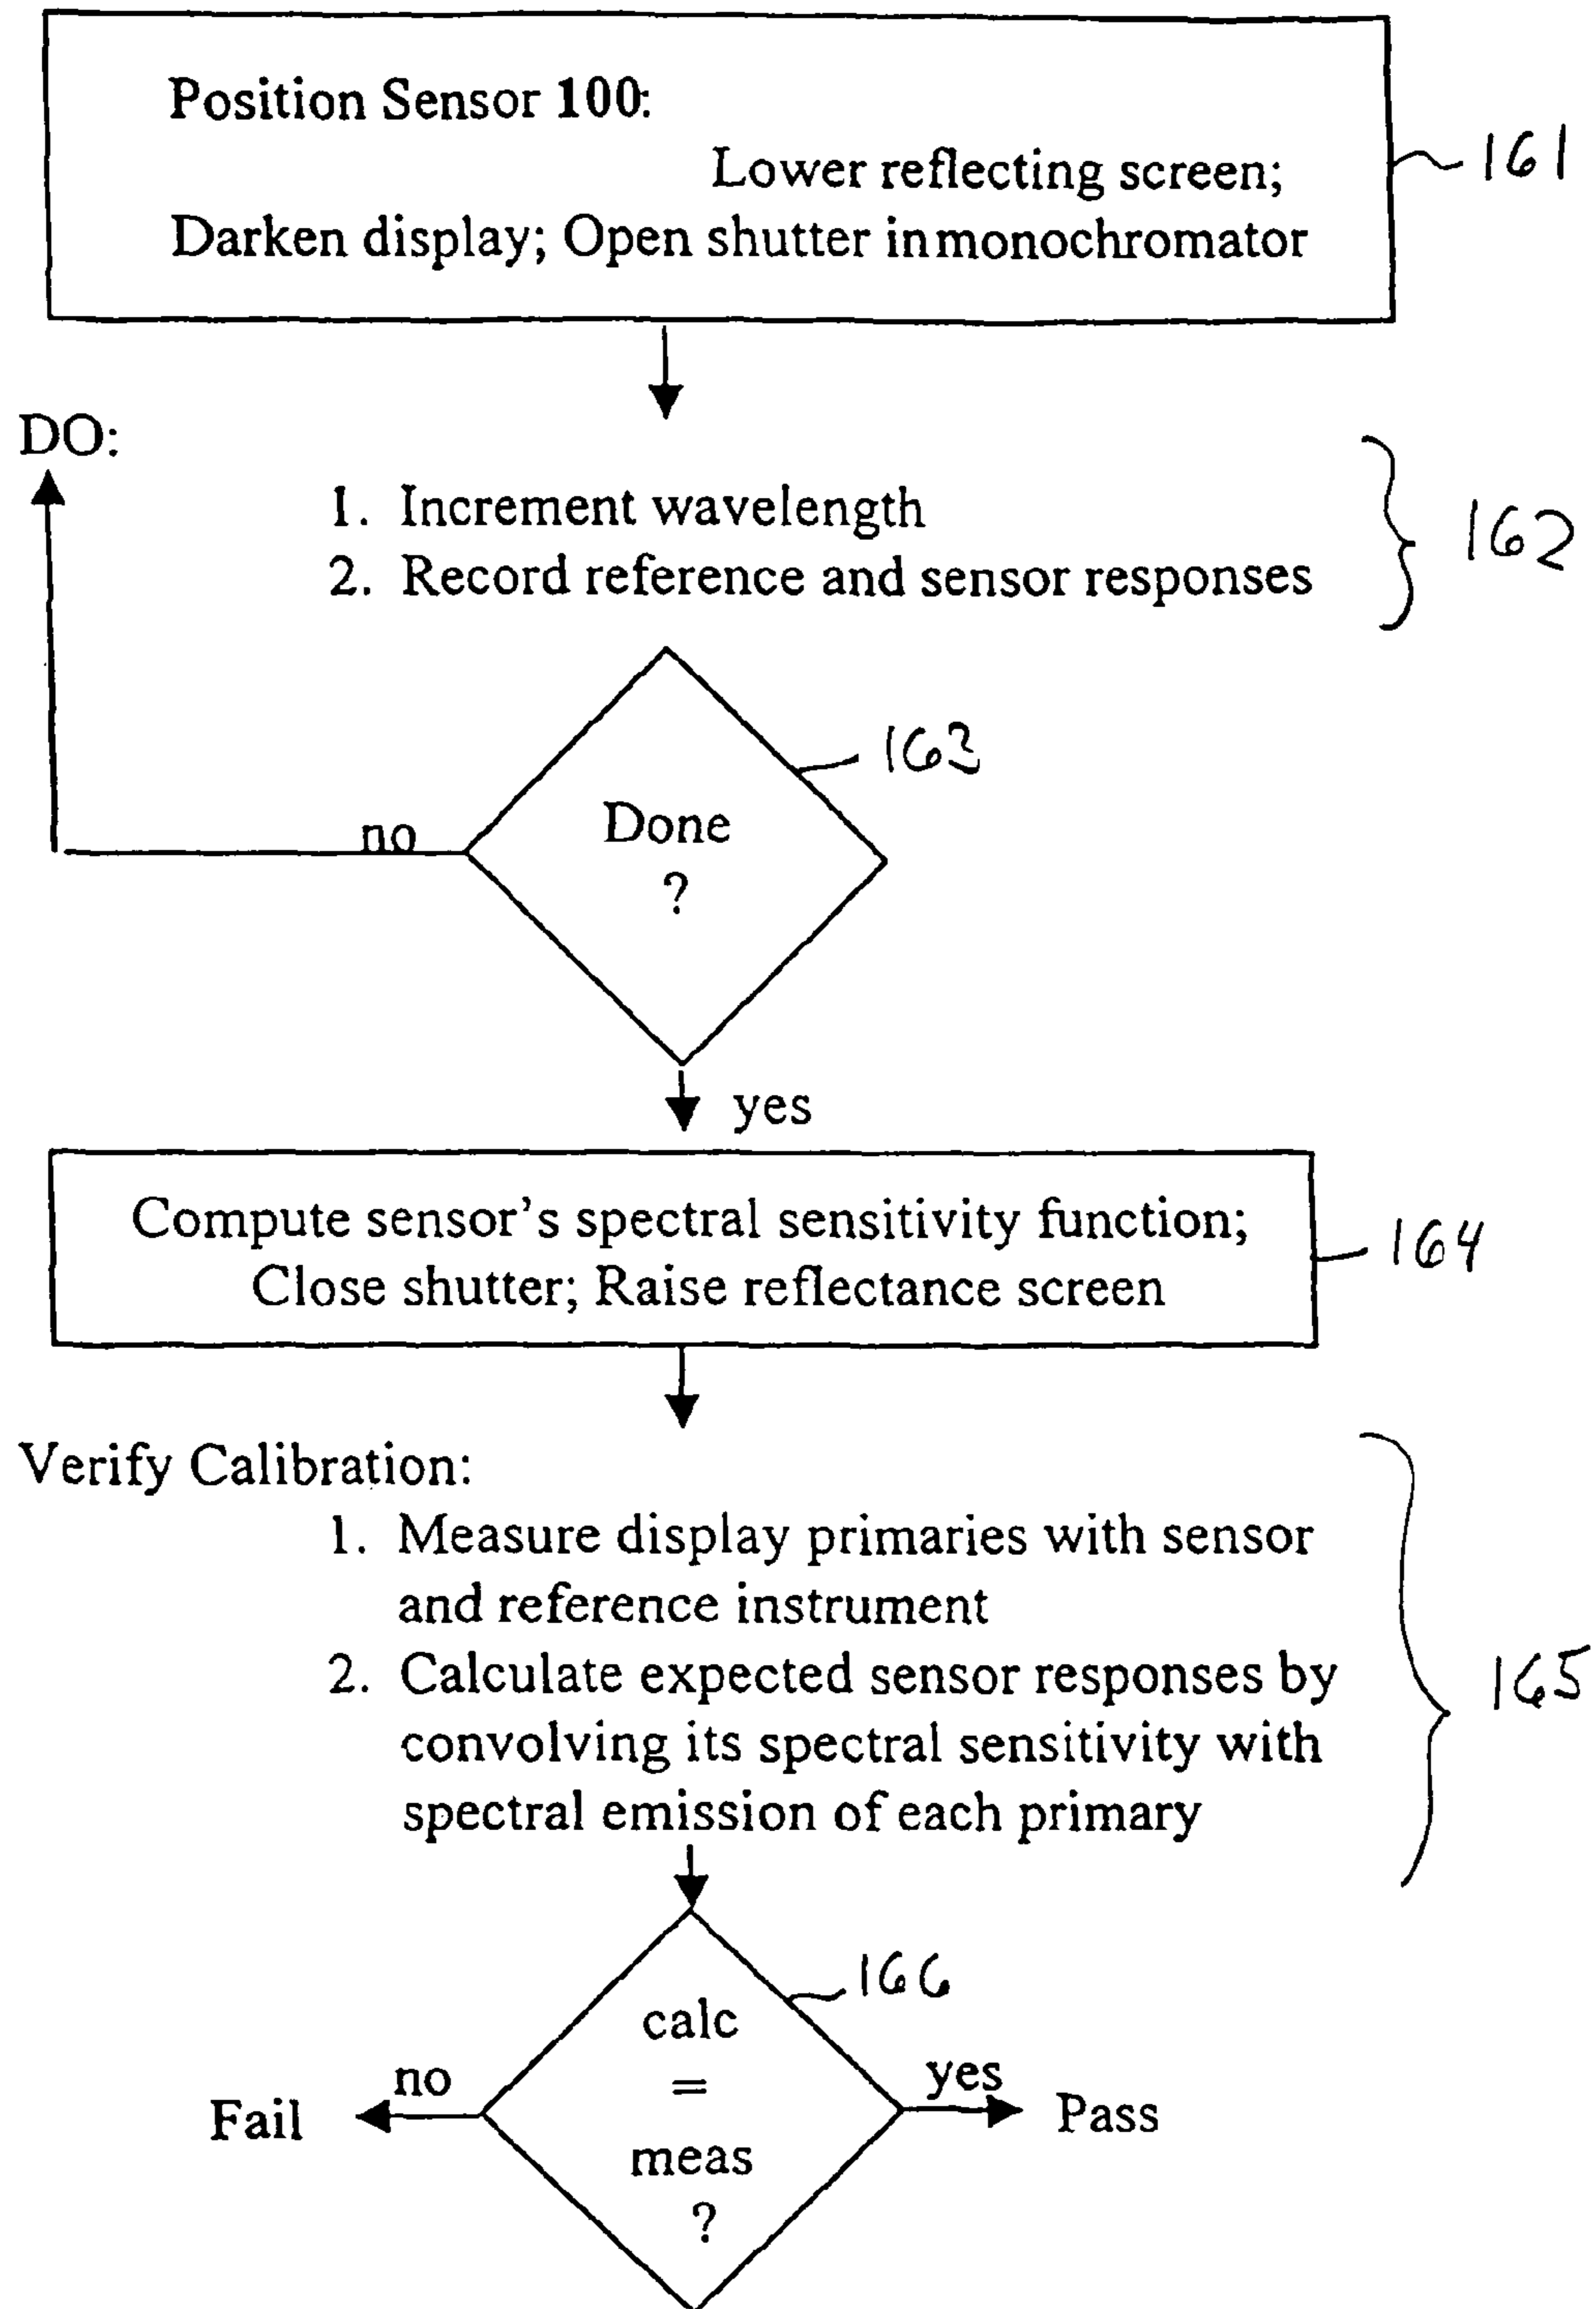 Position Sensor 100:
Lower reflecting screen;
Darken display; Open shutter in monochromator
161
DO:
1. Increment wavelength
2. Record reference and sensor responses
162
163
Done
?
no
yes
Compute sensor's spectral sensitivity function;
Close shutter; Raise reflectance screen
164
Verify Calibration:
1. Measure display primaries with sensor
and reference instrument
2. Calculate expected sensor responses by
convolving its spectral sensitivity with
spectral emission of each primary
165
166
calc
=
meas
?
no
Fail
yes
Pass